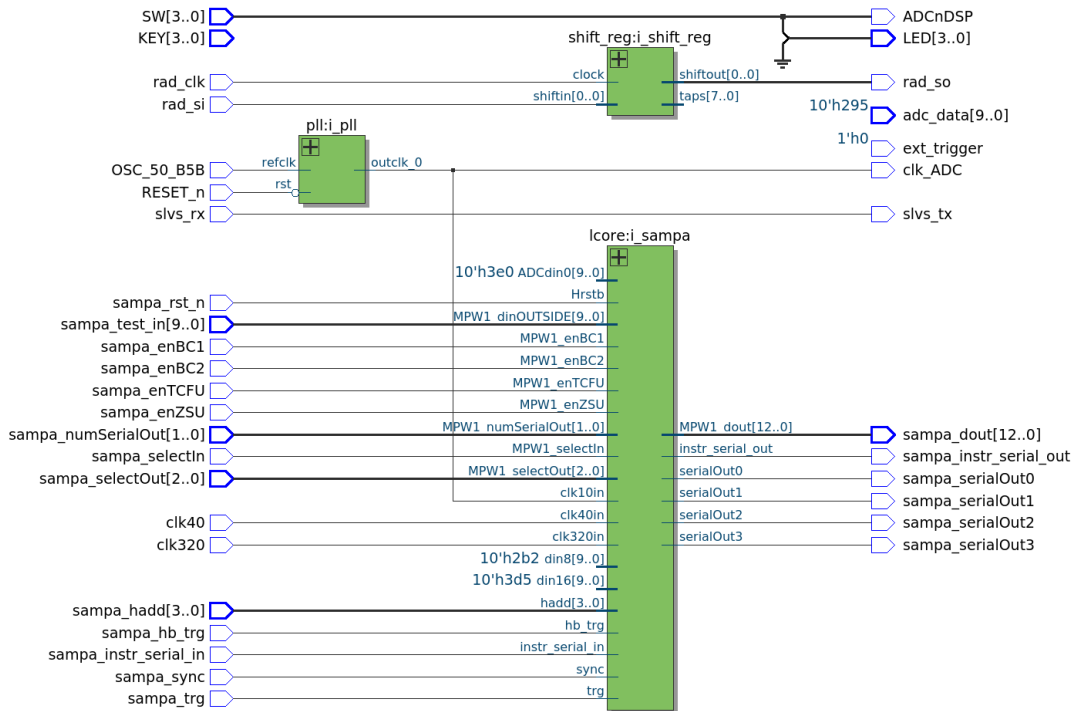 SW[3..0] ADCnDSP
KEY[3..0] LED[3..0]
shift_reg:i_shift_reg
rad_clk clock shiftout[0..0] rad_so
rad_si shiftin[0..0] taps[7..0]
10'h295 adc_data[9..0]
pll:i_pll
1'h0 ext_trigger
OSC_50_B5B refclk outclk_0 clk_ADC
RESET_n rst
slvs_rx slvs_tx
lcore:i_sampa
10'h3e0 ADCdin0[9..0]
sampa_rst_n Hrstb
sampa_test_in[9..0] MPW1_dinOUTSIDE[9..0]
sampa_enBC1 MPW1_enBC1
sampa_enBC2 MPW1_enBC2
sampa_enTCFU MPW1_enTCFU
sampa_enZSU MPW1_enZSU
sampa_numSerialOut[1..0] MPW1_numSerialOut[1..0] MPW1_dout[12..0] sampa_dout[12..0]
sampa_selectIn MPW1_selectIn instr_serial_out sampa_instr_serial_out
sampa_selectOut[2..0] MPW1_selectOut[2..0] serialOut0 sampa_serialOut0
clk10in serialOut1 sampa_serialOut1
clk40 clk40in serialOut2 sampa_serialOut2
clk320 clk320in serialOut3 sampa_serialOut3
10'h2b2 din8[9..0]
10'h3d5 din16[9..0]
sampa_hadd[3..0] hadd[3..0]
sampa_hb_trg hb_trg
sampa_instr_serial_in instr_serial_in
sampa_sync sync
sampa_trg trg